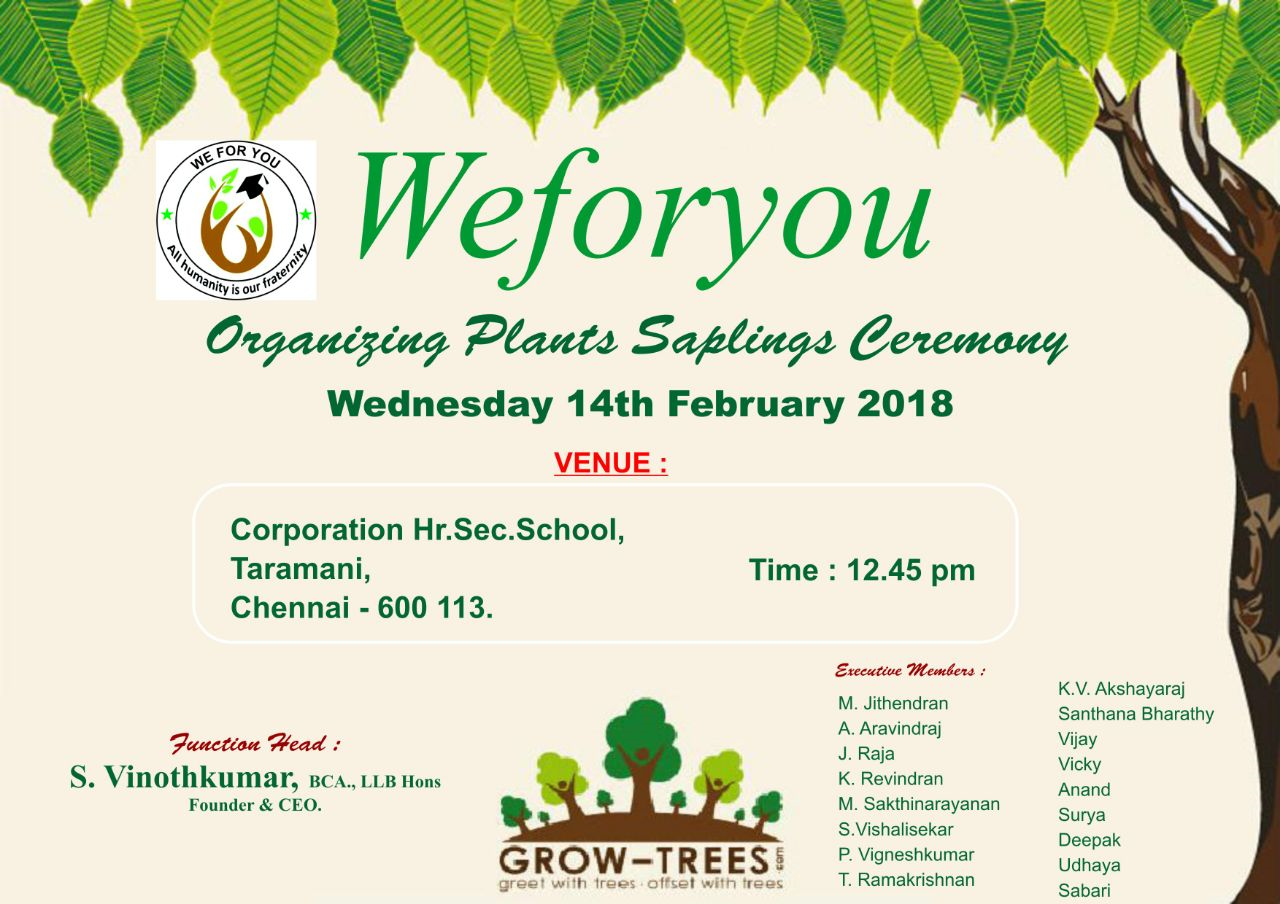 WE FOR YOU
All humanity is our fraternity
Weforyou
Organizing Plants Saplings Ceremony
Wednesday 14th February 2018
VENUE :
Corporation Hr.Sec.School,
Taramani,
Chennai - 600 113.
Time : 12.45 pm
Function Head :
S. Vinothkumar, BCA., LLB Hons
Founder & CEO.
GROW-TREES.com
greet with trees · offset with trees
Executive Members :
M. Jithendran
A. Aravindraj
J. Raja
K. Revindran
M. Sakthinarayanan
S.Vishalisekar
P. Vigneshkumar
T. Ramakrishnan
K.V. Akshayaraj
Santhana Bharathy
Vijay
Vicky
Anand
Surya
Deepak
Udhaya
Sabari